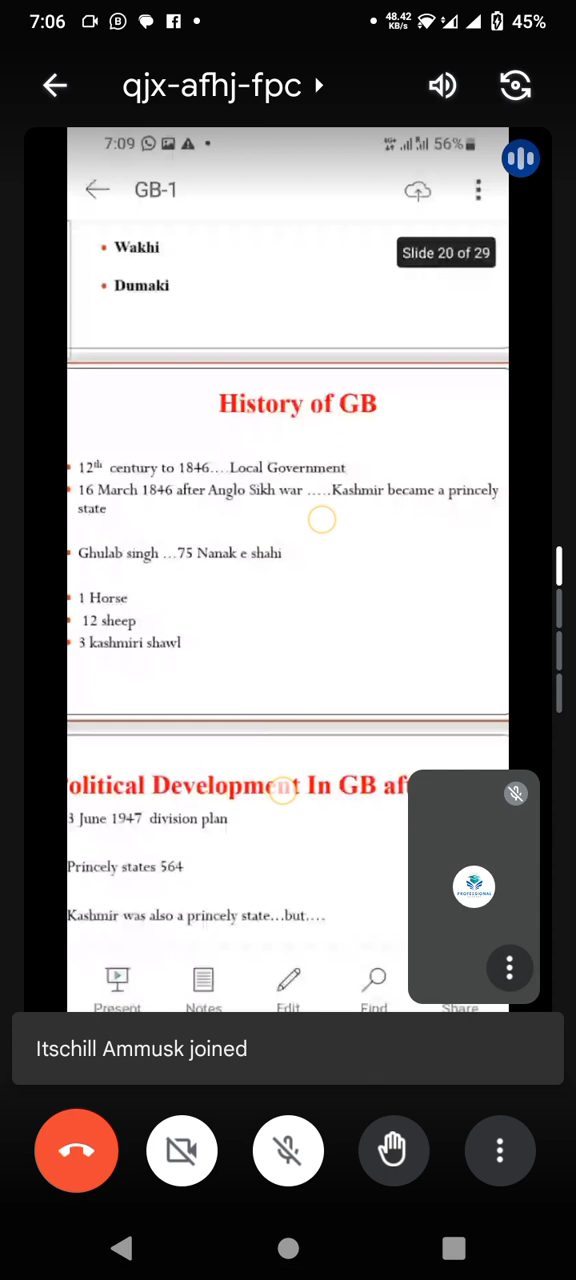 7:06
48.42
KB/s
45%
qjx-afhj-fpc
7:09
56%
GB-1
Wakhi
Slide 20 of 29
Dumaki
History of GB
12th century to 1846....Local Government
16 March 1846 after Anglo Sikh war .....Kashmir became a princely
state
Ghulab singh ...75 Nanak e shahi
1 Horse
12 sheep
3 kashmiri shawl
olitical Development In GB af
3 June 1947 division plan
Princely states 564
Kashmir was also a princely state...but....
PROFESSIONAL
Present
Notes
Edit
Find
Share
Itschill Ammusk joined